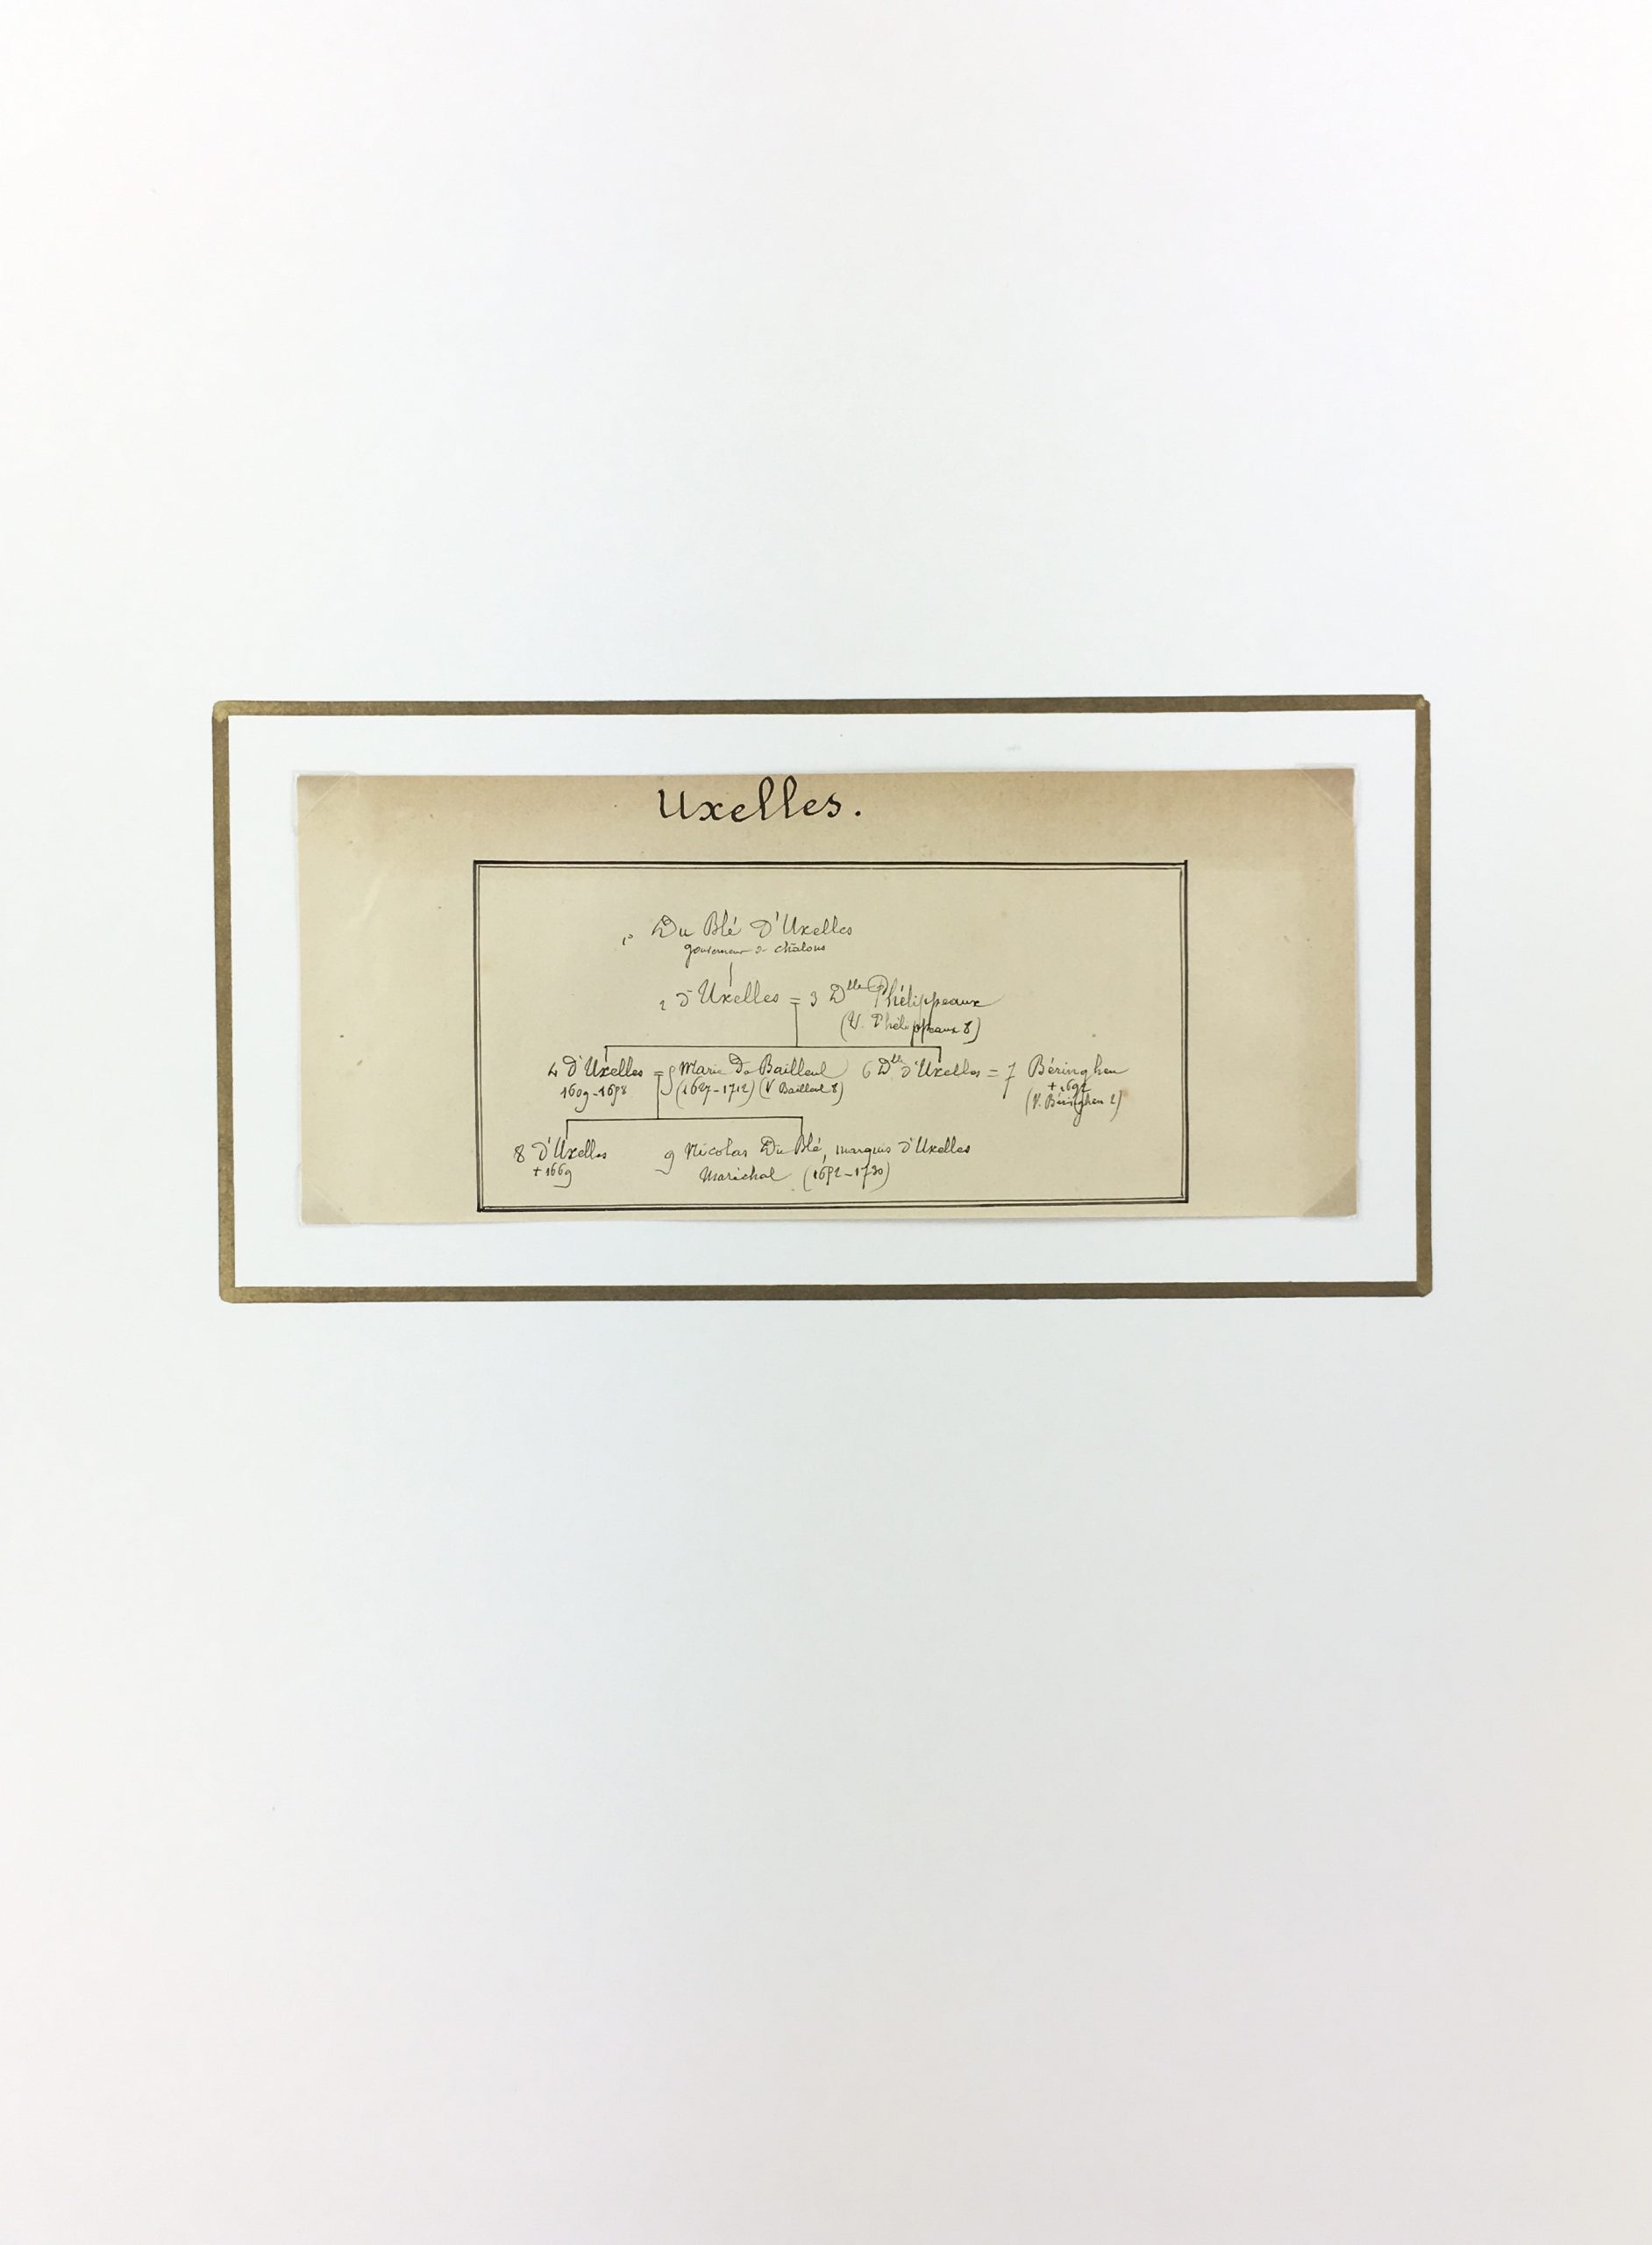 Uxelles.
1° Du Blé d'Uxelles
gouverneur de Châlons
2 d'Uxelles = 3 Dlle Phélippeaux
(V. Phélippeaux 8)
4 d'Uxelles = 5 Marie De Bailleul 6 Dlle d'Uxelles = 7 Béringhen
1609-1658 (1627-1712) (V Bailleul 8) + 1692
(V. Béringhen 2)
8 d'Uxelles 9 Nicolas Du Blé, marquis d'Uxelles
+ 1669 Maréchal (1652-1730)